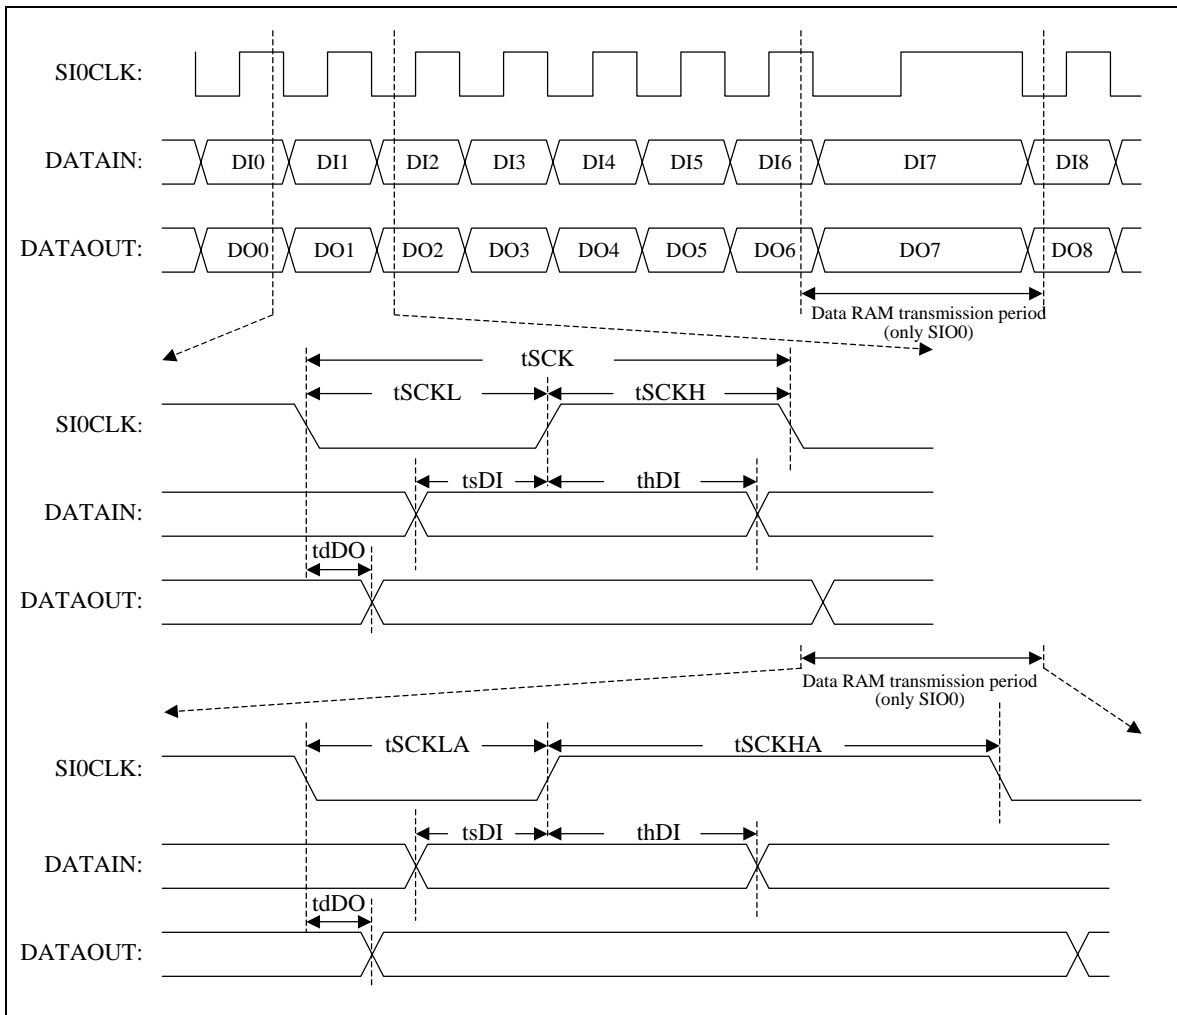 SI0CLK:
DATAIN: DI0 DI1 DI2 DI3 DI4 DI5 DI6 DI7 DI8
DATAOUT: DO0 DO1 DO2 DO3 DO4 DO5 DO6 DO7 DO8
Data RAM transmission period
(only SIO0)
tSCK
tSCKL tSCKH
SI0CLK:
tsDI thDI
DATAIN:
tdDO
DATAOUT:
Data RAM transmission period
(only SIO0)
tSCKLA tSCKHA
SI0CLK:
tsDI thDI
DATAIN:
tdDO
DATAOUT: